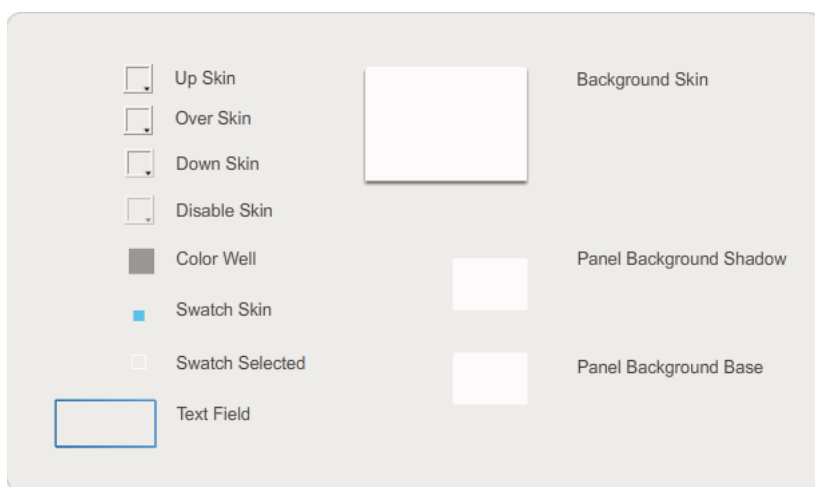 Up Skin
Over Skin
Down Skin
Disable Skin
Color Well
Swatch Skin
Swatch Selected
Text Field
Background Skin
Panel Background Shadow
Panel Background Base